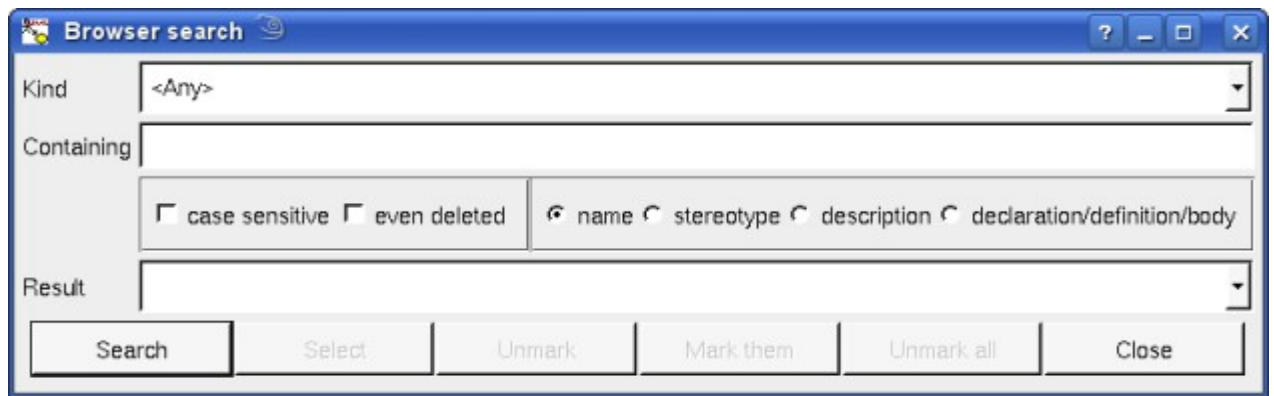 Browser search
Kind <Any>
Containing
case sensitive even deleted name stereotype description declaration/definition/body
Result
Search Select Unmark Mark them Unmark all Close